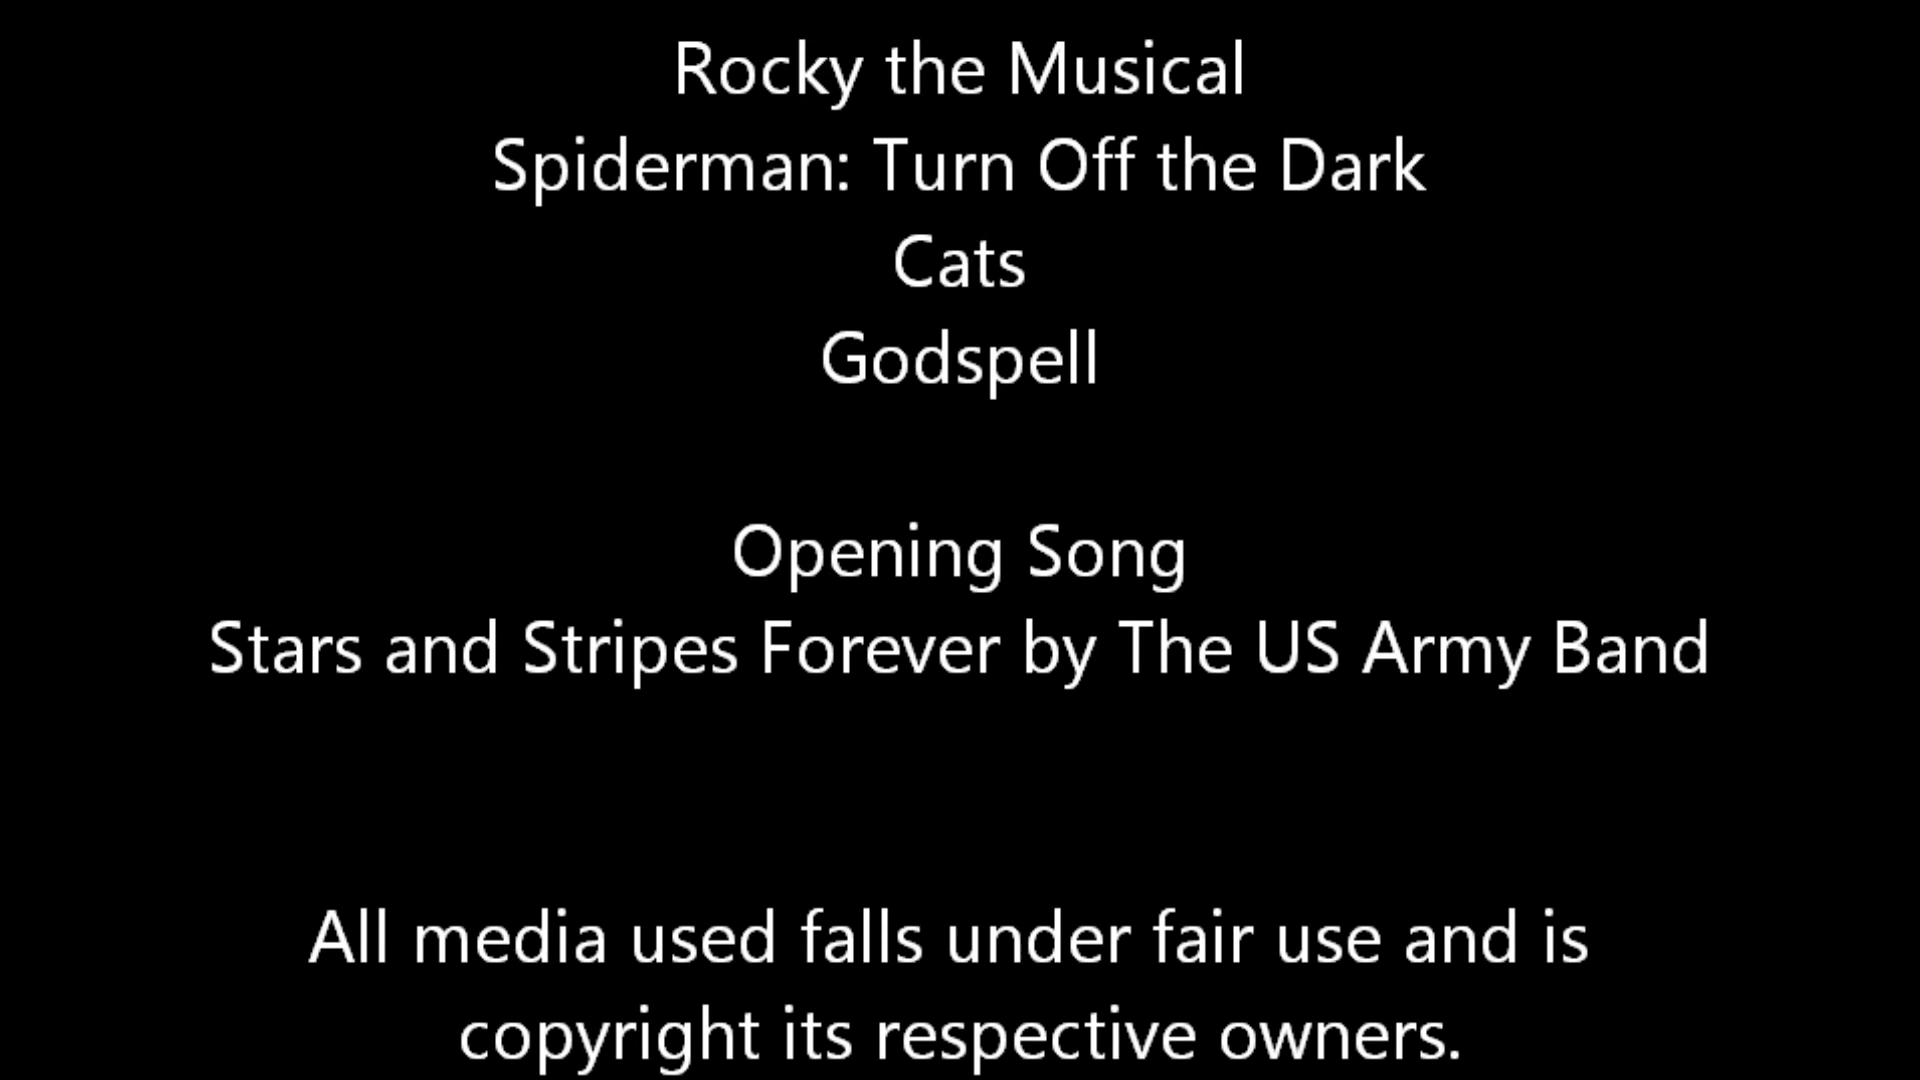 Rocky the Musical
Spiderman: Turn Off the Dark
Cats
Godspell
Opening Song
Stars and Stripes Forever by The US Army Band
All media used falls under fair use and is
copyright its respective owners.